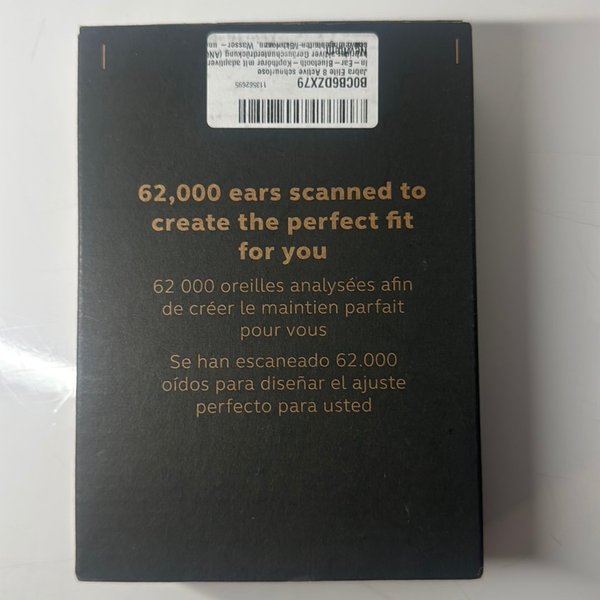 B0CB6DZX79
113562695
Jabra Elite 8 Active schnurlose
In-Ear-Bluetooth-Kopfhörer mit adaptiver
62,000 ears scanned to
create the perfect fit
for you
62 000 oreilles analysées afin
de créer le maintien parfait
pour vous
Se han escaneado 62.000
oídos para diseñar el ajuste
perfecto para usted